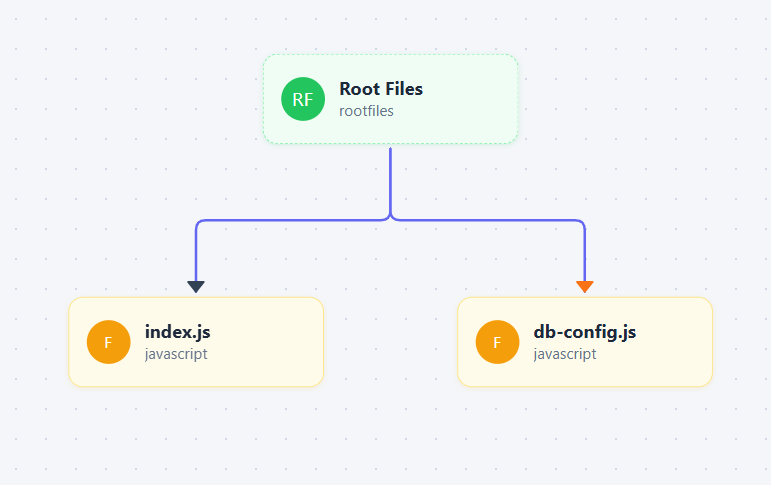 RF
Root Files
rootfiles
F
index.js
javascript
F
db-config.js
javascript